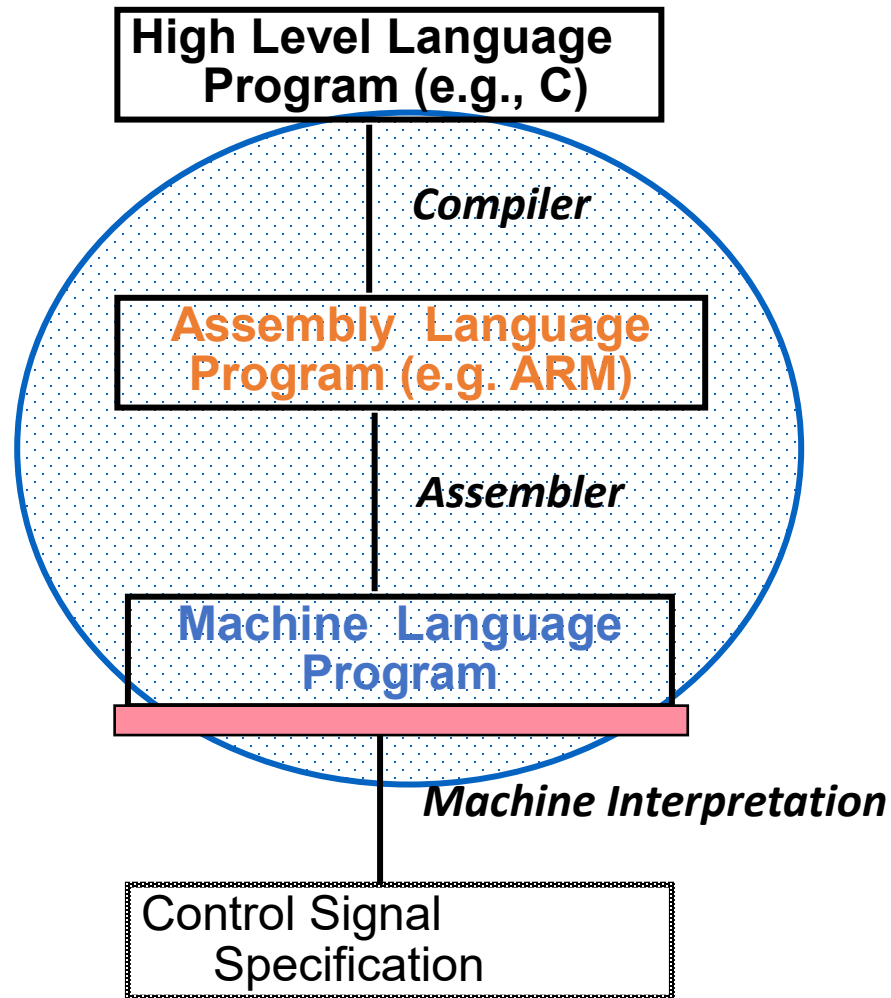 High Level Language
Program (e.g., C)
Compiler
Assembly Language
Program (e.g. ARM)
Assembler
Machine Language
Program
Machine Interpretation
Control Signal
Specification